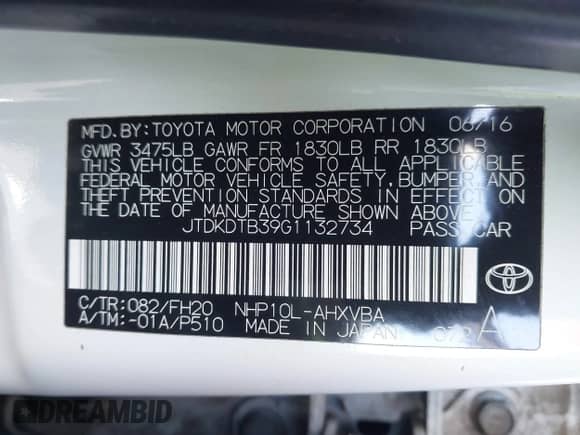 MFD.BY:TOYOTA MOTOR CORPORATION 06/16
GVWR 3475LB GAWR FR 1830LB RR 1830LB
THIS VEHICLE CONFORMS TO ALL APPLICABLE
FEDERAL MOTOR VEHICLE SAFETY, BUMPER, AND
THEFT PREVENTION STANDARDS IN EFFECT ON
THE DATE OF MANUFACTURE SHOWN ABOVE.
JTDKDTB39G1132734 PASS CAR
C/TR:082/FH20 NHP10L-AHXVBA
A/TM:-01A/P510 MADE IN JAPAN 072 A
DREAMBID